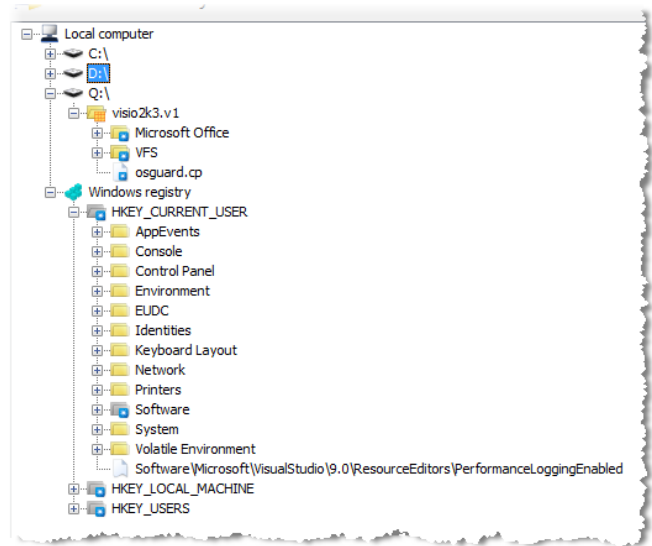 Local computer
C:\
D:\
Q:\
visio2k3.v1
Microsoft Office
VFS
osguard.cp
Windows registry
HKEY_CURRENT_USER
AppEvents
Console
Control Panel
Environment
EUDC
Identities
Keyboard Layout
Network
Printers
Software
System
Volatile Environment
Software\Microsoft\VisualStudio\9.0\ResourceEditors\PerformanceLoggingEnabled
HKEY_LOCAL_MACHINE
HKEY_USERS